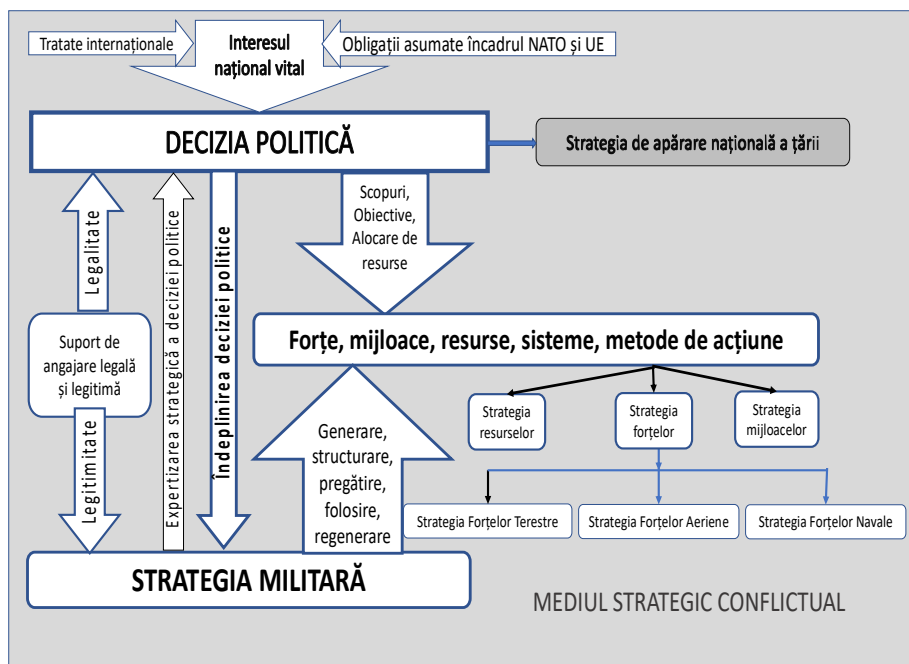 Tratate internaționale
Interesul
național vital
Obligații asumate încadrul NATO și UE
DECIZIA POLITICĂ
Strategia de apărare națională a țării
Legalitate
Suport de
angajare legală
și legitimă
Legitimitate
Expertizarea strategică a deciziei politice
Îndeplinirea deciziei politice
Scopuri,
Obiective,
Alocare de
resurse
Forțe, mijloace, resurse, sisteme, metode de acțiune
Strategia
resurselor
Strategia
forțelor
Strategia
mijloacelor
Generare,
structurare,
pregătire,
folosire,
regenerare
Strategia Forțelor Terestre
Strategia Forțelor Aeriene
Strategia Forțelor Navale
STRATEGIA MILITARĂ
MEDIUL STRATEGIC CONFLICTUAL